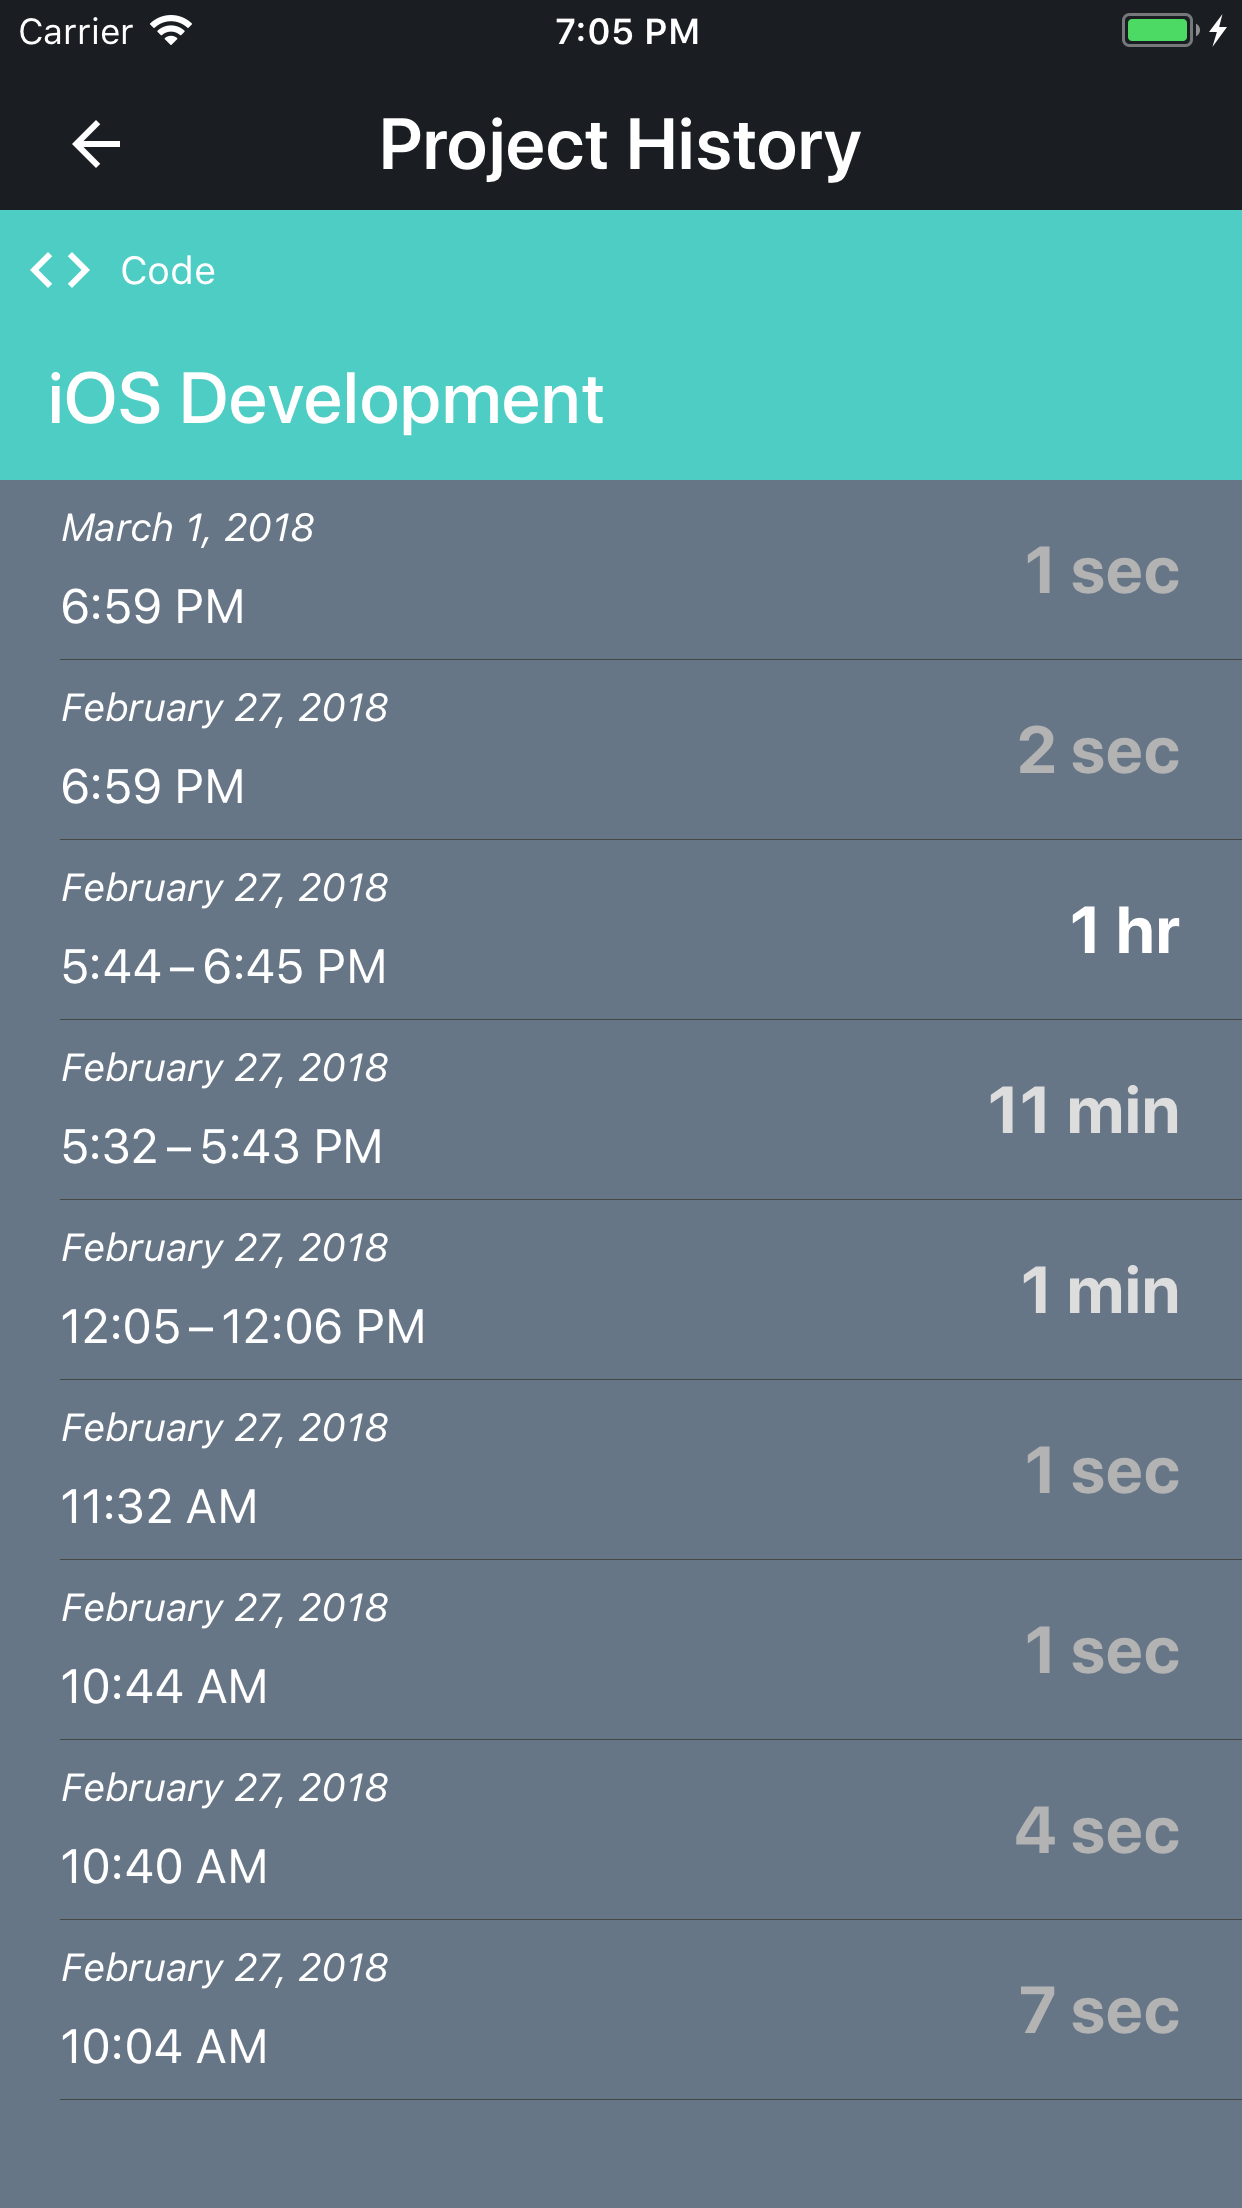 Carrier 7:05 PM
Project History
Code
iOS Development
March 1, 2018
6:59 PM
1 sec
February 27, 2018
6:59 PM
2 sec
February 27, 2018
5:44 – 6:45 PM
1 hr
February 27, 2018
5:32 – 5:43 PM
11 min
February 27, 2018
12:05 – 12:06 PM
1 min
February 27, 2018
11:32 AM
1 sec
February 27, 2018
10:44 AM
1 sec
February 27, 2018
10:40 AM
4 sec
February 27, 2018
10:04 AM
7 sec